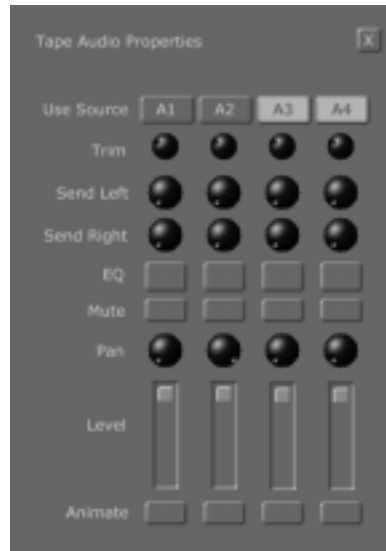 Tape Audio Properties X
Use Source A1 A2 A3 A4
Trim
Send Left
Send Right
EQ
Mute
Pan
Level
Animate